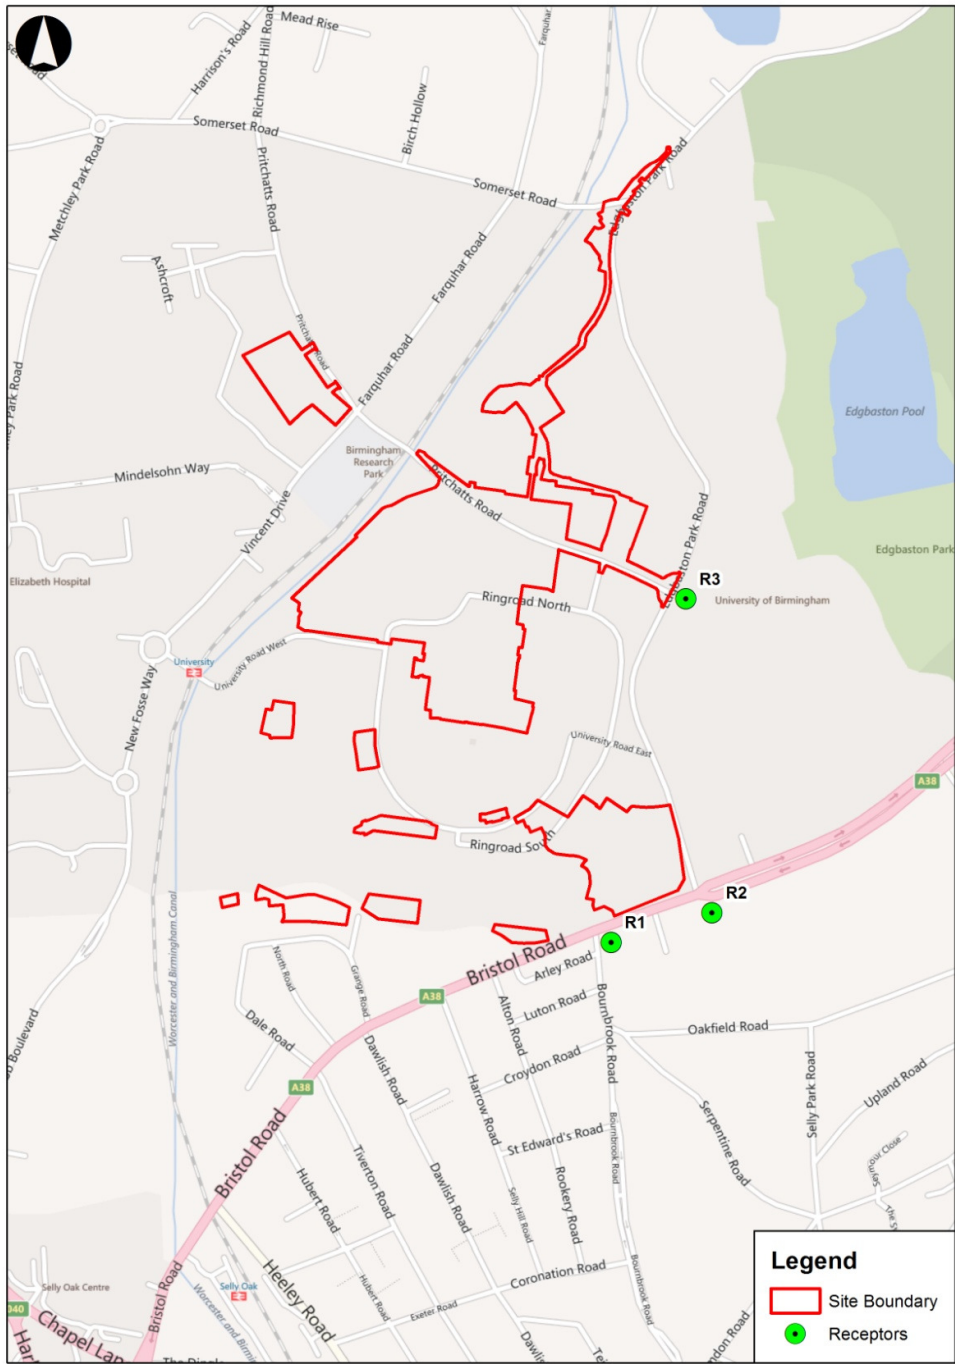 Mead Rise
Harrison's Road
Richmond Hill Road
Farquhar
Somerset Road
Birch Hollow
Metchley Park Road
Pritchatts Road
Somerset Road
Edgbaston Park Road
Ashcroft
Farquhar Road
Pritchatts Road
Farquhar Road
Edgbaston Pool
Birmingham
Research
Park
Mindelsohn Way
Pritchatts Road
Vincent Drive
Edgbaston Park Road
Edgbaston Park
Elizabeth Hospital
R3
University of Birmingham
Ringroad North
University
University Road West
New Fosse Way
University Road East
A38
Ringroad South
Worcester and Birmingham Canal
R2
R1
Bristol Road
Arley Road
North Road
Grange Road
A38
Luton Road
Alton Road
Bournbrook Road
Oakfield Road
Dale Road
Dawlish Road
Croydon Road
Harrow Road
Selly Park Road
Upland Road
A38
Serpentine Road
St Edward's Road
Bournbrook Road
Bristol Road
Tiverton Road
Hubert Road
Dawlish Road
Selly Hill Road
Rookery Road
Legend
Site Boundary
Receptors
Selly Oak Centre
Selly Oak
Heeley Road
Hubert Road
Coronation Road
Bournbrook Road
Exeter Road
Bristol Road
040
Chapel Lan